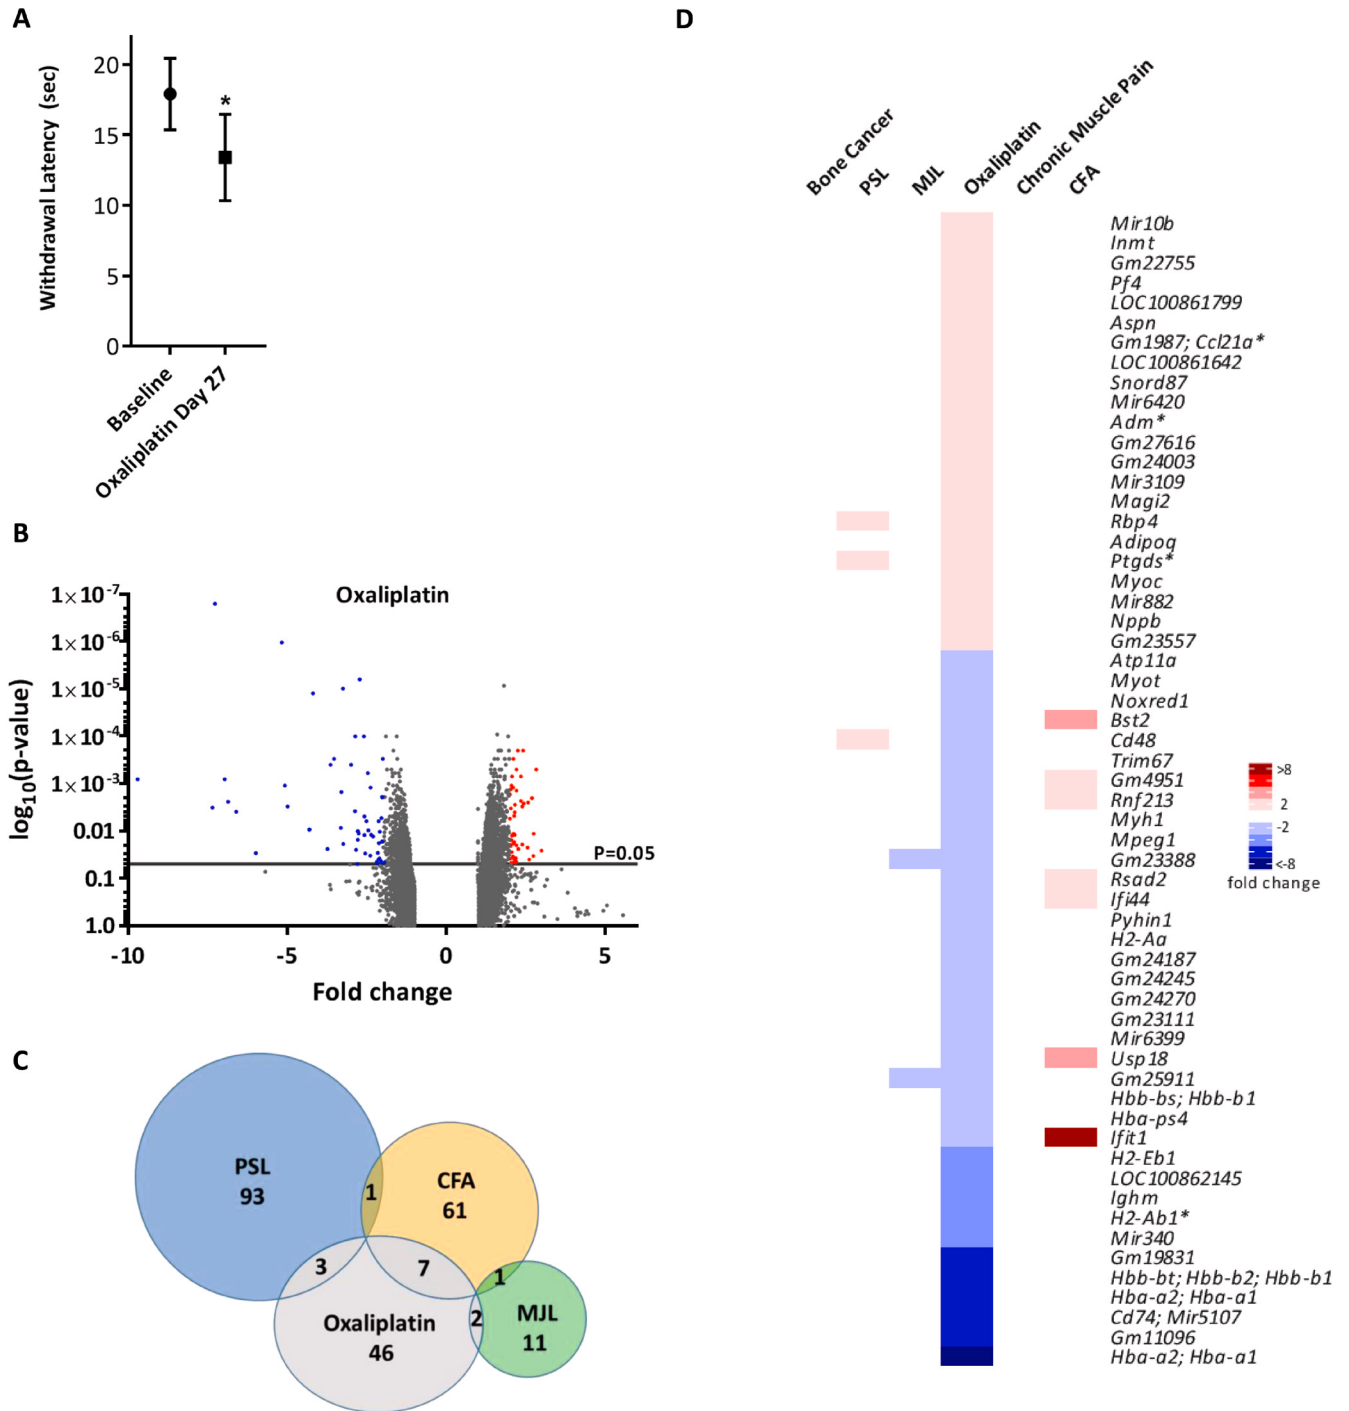 A
Withdrawal Latency (sec)
20
15
10
5
0
*
Baseline
Oxaliplatin Day 27
B
Oxaliplatin
log10(p-value)
1×10-7
1×10-6
1×10-5
1×10-4
1×10-3
0.01
0.1
1.0
P=0.05
-10
-5
0
5
Fold change
C
PSL
93
1
CFA
61
3
7
1
Oxaliplatin
46
2
MJL
11
D
Bone Cancer
PSL
MJL
Oxaliplatin
Chronic Muscle Pain
CFA
Mir10b
Inmt
Gm22755
Pf4
LOC100861799
Aspn
Gm1987; Ccl21a*
LOC100861642
Snord87
Mir6420
Adm*
Gm27616
Gm24003
Mir3109
Magi2
Rbp4
Adipoq
Ptgds*
Myoc
Mir882
Nppb
Gm23557
Atp11a
Myot
Noxred1
Bst2
Cd48
Trim67
Gm4951
Rnf213
Myh1
Mpeg1
Gm23388
Rsad2
Ifi44
Pyhin1
H2-Aa
Gm24187
Gm24245
Gm24270
Gm23111
Mir6399
Usp18
Gm25911
Hbb-bs; Hbb-b1
Hba-ps4
Ifit1
H2-Eb1
LOC100862145
Ighm
H2-Ab1*
Mir340
Gm19831
Hbb-bt; Hbb-b2; Hbb-b1
Hba-a2; Hba-a1
Cd74; Mir5107
Gm11096
Hba-a2; Hba-a1
>8
2
-2
<-8
fold change